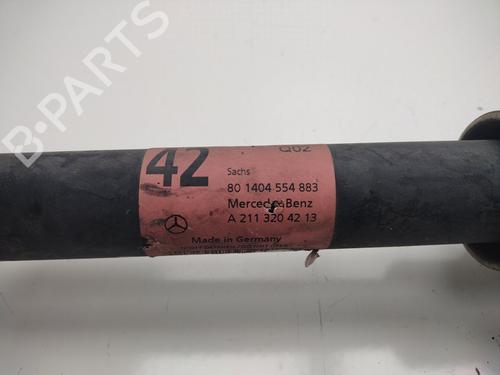 B-PARTS
42
Q02
Sachs
80 1404 554 883
Mercedes-Benz
A 211 320 42 13
Made in Germany